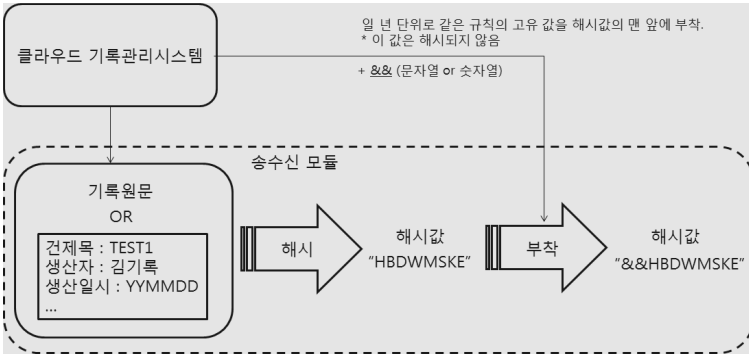 일 년 단위로 같은 규칙의 고유 값을 해시값의 맨 앞에 부착.
* 이 값은 해시되지 않음
클라우드 기록관리시스템
+ && (문자열 or 숫자열)
송수신 모듈
기록원문
OR
건제목 : TEST1
생산자 : 김기록
생산일시 : YYMMDD
...
해시
해시값
"HBDWMSKE"
부착
해시값
"&&HBDWMSKE"